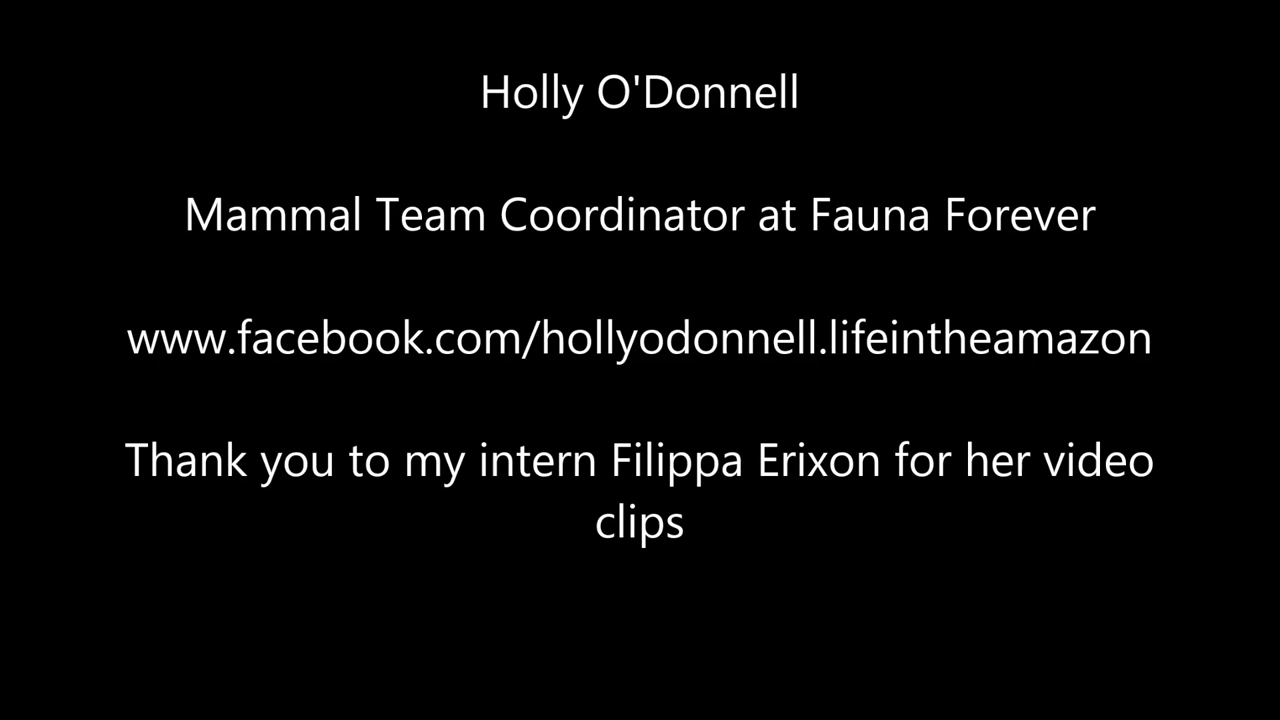 Holly O'Donnell
Mammal Team Coordinator at Fauna Forever
www.facebook.com/hollyodonnell.lifeintheamazon
Thank you to my intern Filippa Erixon for her video
clips